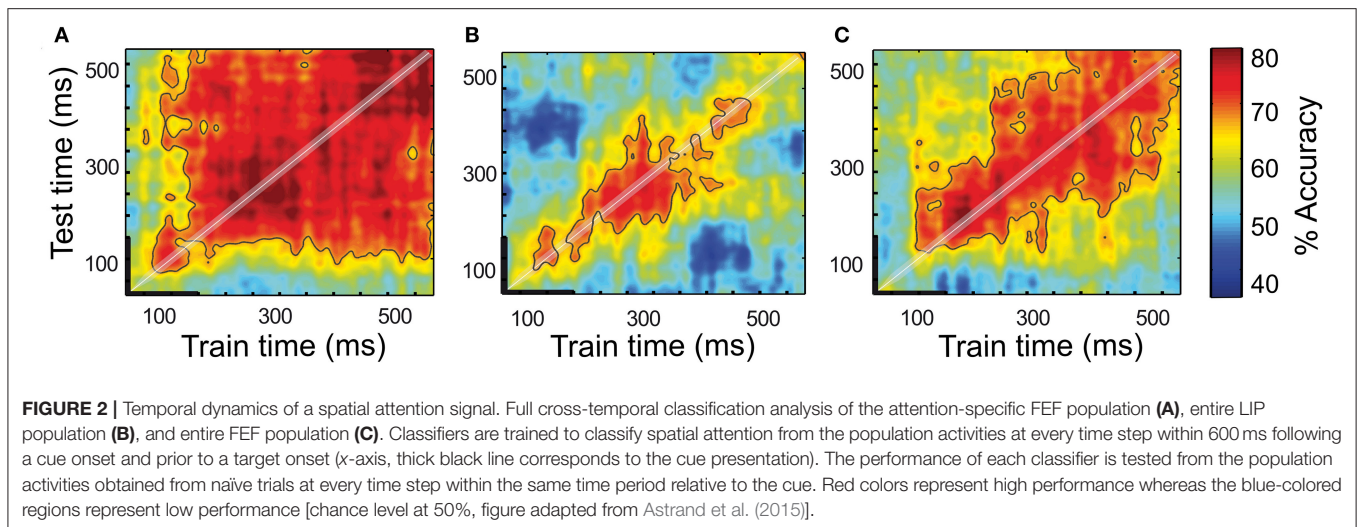 A
B
C
500
300
100
Test time (ms)
100 300 500
Train time (ms)
500
300
100
100 300 500
Train time (ms)
500
300
100
100 300 500
Train time (ms)
80
70
60
50
40
% Accuracy
FIGURE 2 | Temporal dynamics of a spatial attention signal. Full cross-temporal classification analysis of the attention-specific FEF population (A), entire LIP
population (B), and entire FEF population (C). Classifiers are trained to classify spatial attention from the population activities at every time step within 600 ms following
a cue onset and prior to a target onset (x-axis, thick black line corresponds to the cue presentation). The performance of each classifier is tested from the population
activities obtained from naïve trials at every time step within the same time period relative to the cue. Red colors represent high performance whereas the blue-colored
regions represent low performance [chance level at 50%, figure adapted from Astrand et al. (2015)].